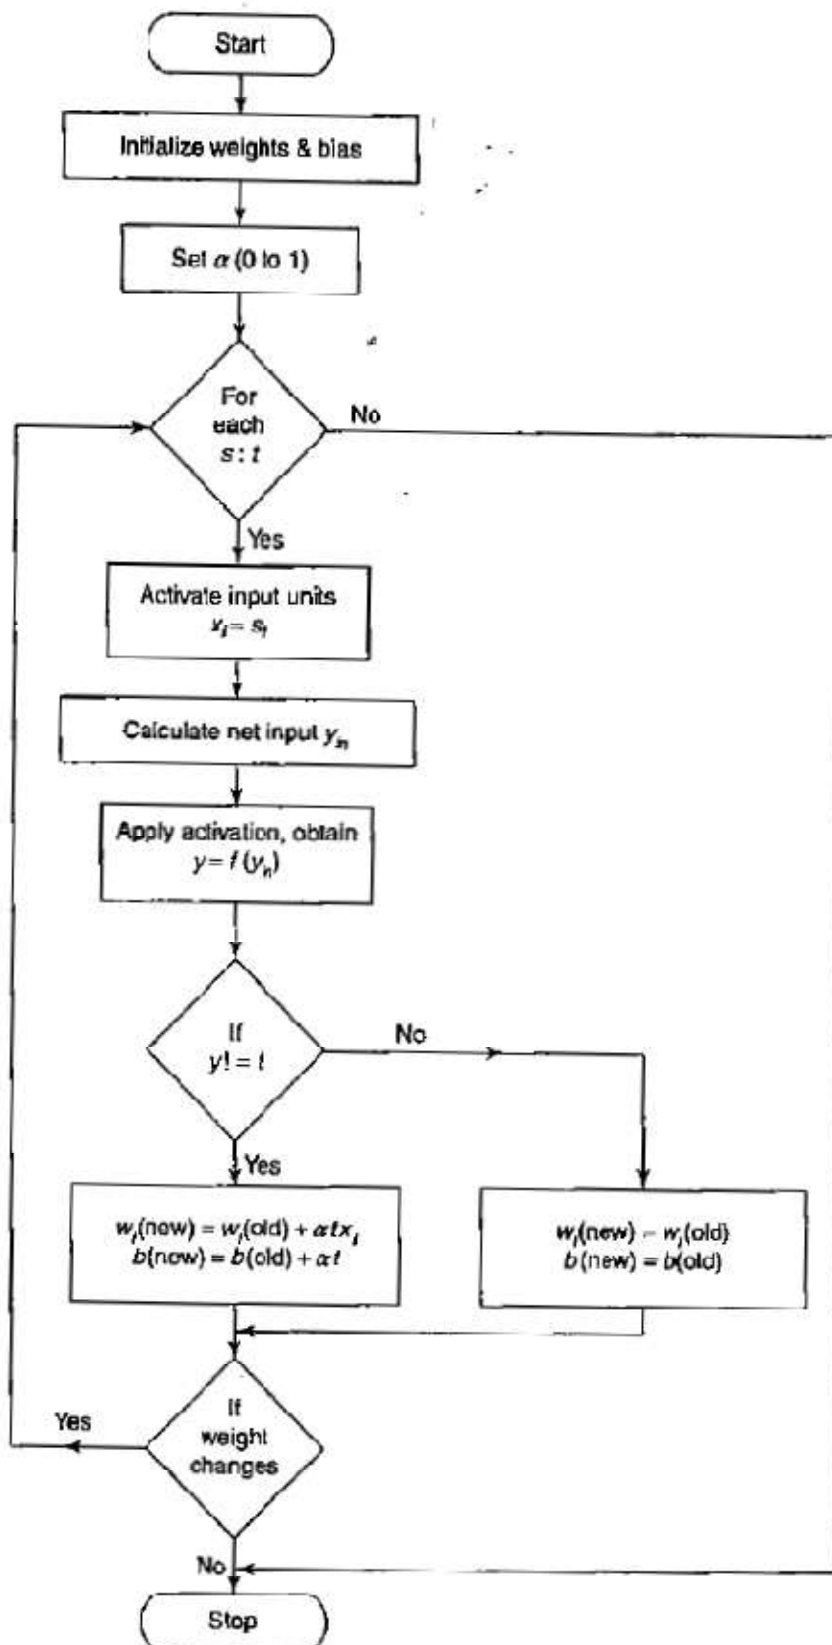 Start
Initialize weights & bias
Set α (0 to 1)
For
each
s : t
No
Yes
Activate input units
xᵢ = sᵢ
Calculate net input yᵢₙ
Apply activation, obtain
y = f (yᵢₙ)
If
y! = t
No
Yes
wᵢ(new) = wᵢ(old) + αtxᵢ
b(new) = b(old) + αt
wᵢ(new) = wᵢ(old)
b(new) = b(old)
If
weight
changes
Yes
No
Stop